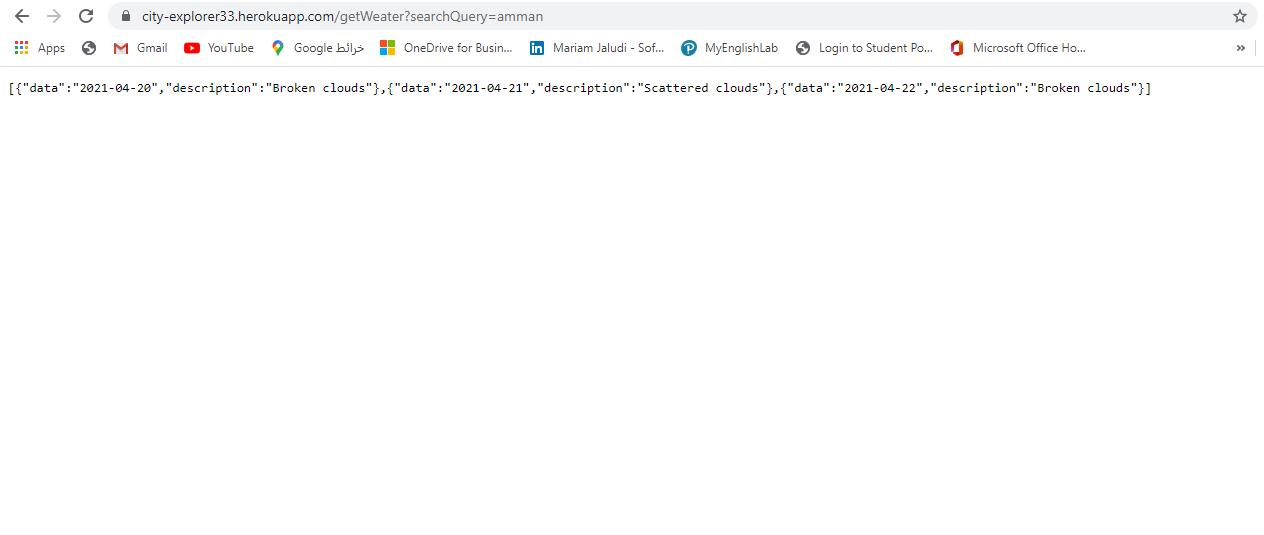 city-explorer33.herokuapp.com/getWeater?searchQuery=amman
Apps Gmail YouTube Google خرائط OneDrive for Busin... Mariam Jaludi - Sof... MyEnglishLab Login to Student Po... Microsoft Office Ho... »
[{"data":"2021-04-20","description":"Broken clouds"},{"data":"2021-04-21","description":"Scattered clouds"},{"data":"2021-04-22","description":"Broken clouds"}]